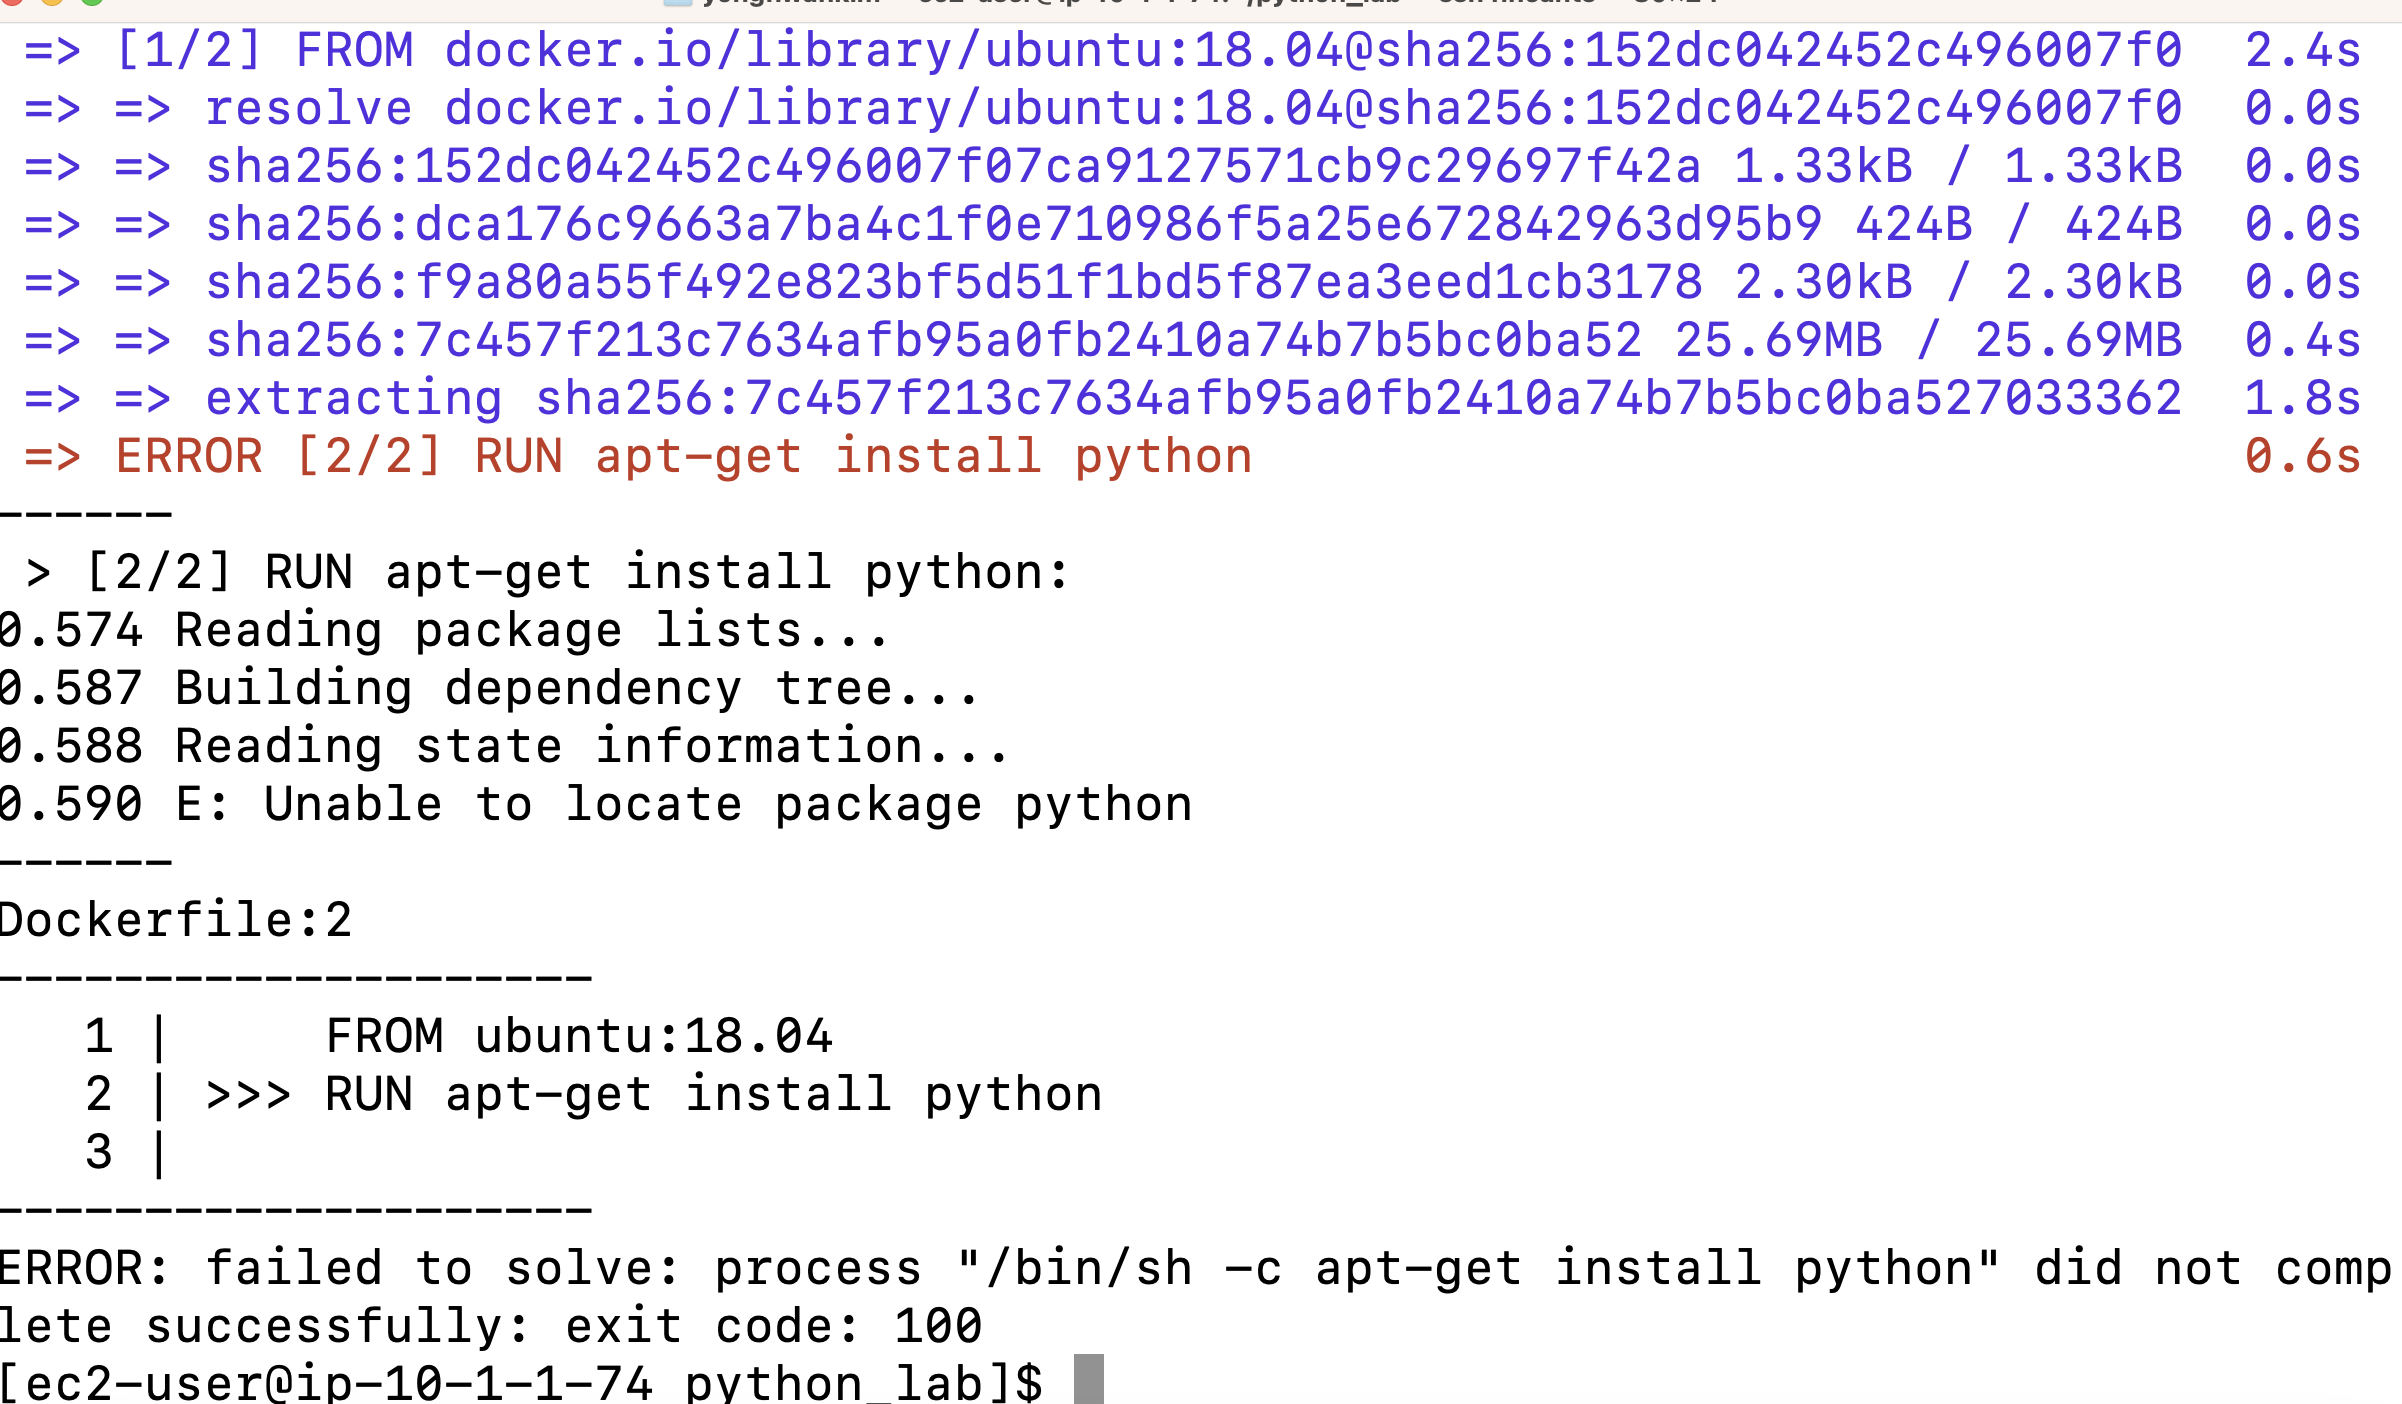 => [1/2] FROM docker.io/library/ubuntu:18.04@sha256:152dc042452c496007f0 2.4s
=> => resolve docker.io/library/ubuntu:18.04@sha256:152dc042452c496007f0 0.0s
=> => sha256:152dc042452c496007f07ca9127571cb9c29697f42a 1.33kB / 1.33kB 0.0s
=> => sha256:dca176c9663a7ba4c1f0e710986f5a25e672842963d95b9 424B / 424B 0.0s
=> => sha256:f9a80a55f492e823bf5d51f1bd5f87ea3eed1cb3178 2.30kB / 2.30kB 0.0s
=> => sha256:7c457f213c7634afb95a0fb2410a74b7b5bc0ba52 25.69MB / 25.69MB 0.4s
=> => extracting sha256:7c457f213c7634afb95a0fb2410a74b7b5bc0ba527033362 1.8s
=> ERROR [2/2] RUN apt-get install python 0.6s
------
> [2/2] RUN apt-get install python:
0.574 Reading package lists...
0.587 Building dependency tree...
0.588 Reading state information...
0.590 E: Unable to locate package python
------
Dockerfile:2
--------------------
1 | FROM ubuntu:18.04
2 | >>> RUN apt-get install python
3 |
--------------------
ERROR: failed to solve: process "/bin/sh -c apt-get install python" did not comp
lete successfully: exit code: 100
[ec2-user@ip-10-1-1-74 python_lab]$